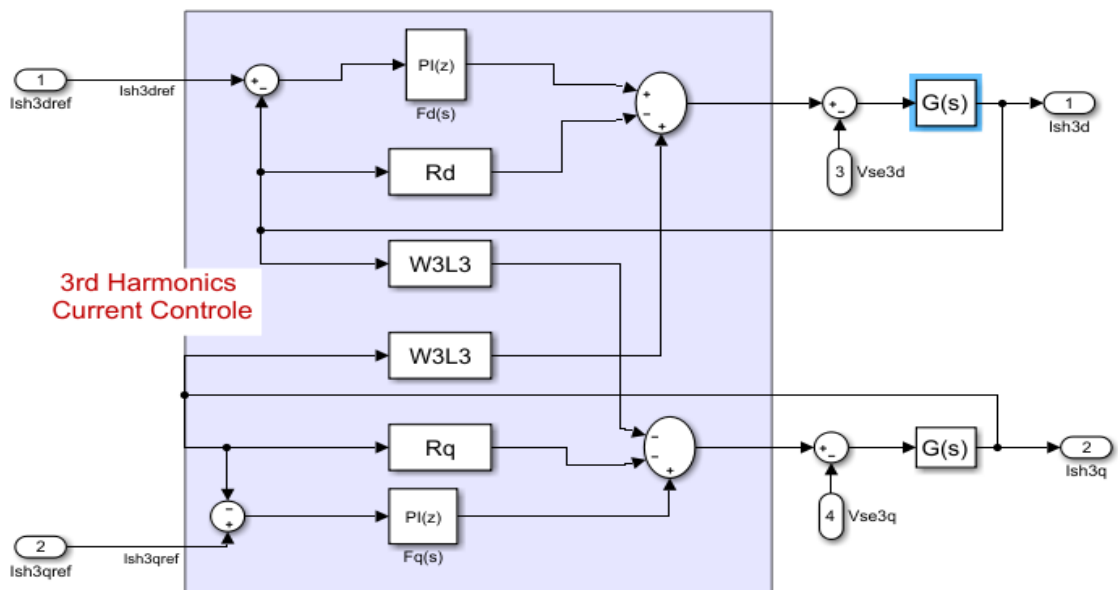 1
Ish3dref
Ish3dref
PI(z)
Fd(s)
G(s)
1
Ish3d
3
Vse3d
Rd
W3L3
3rd Harmonics
Current Controle
W3L3
Rq
G(s)
2
Ish3q
PI(z)
Fq(s)
4
Vse3q
2
Ish3qref
Ish3qref